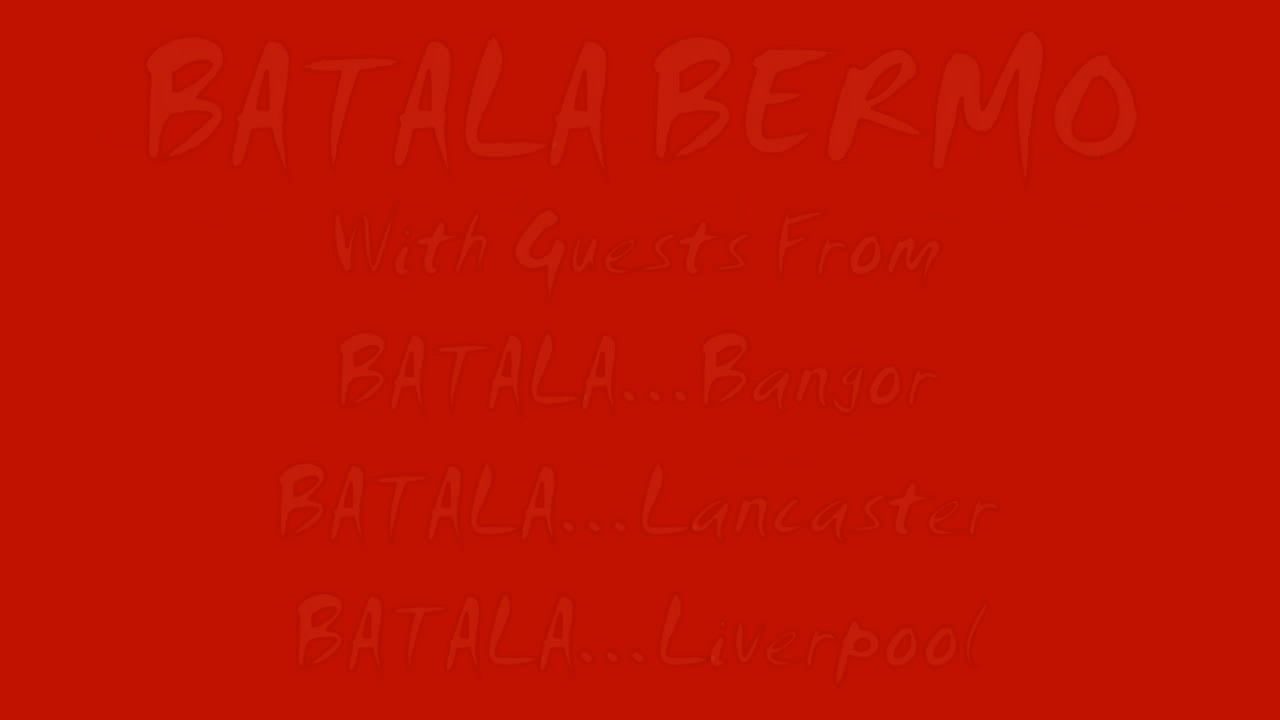 BATALA BERMO
With Guests From
BATALA...Bangor
BATALA...Lancaster
BATALA...Liverpool